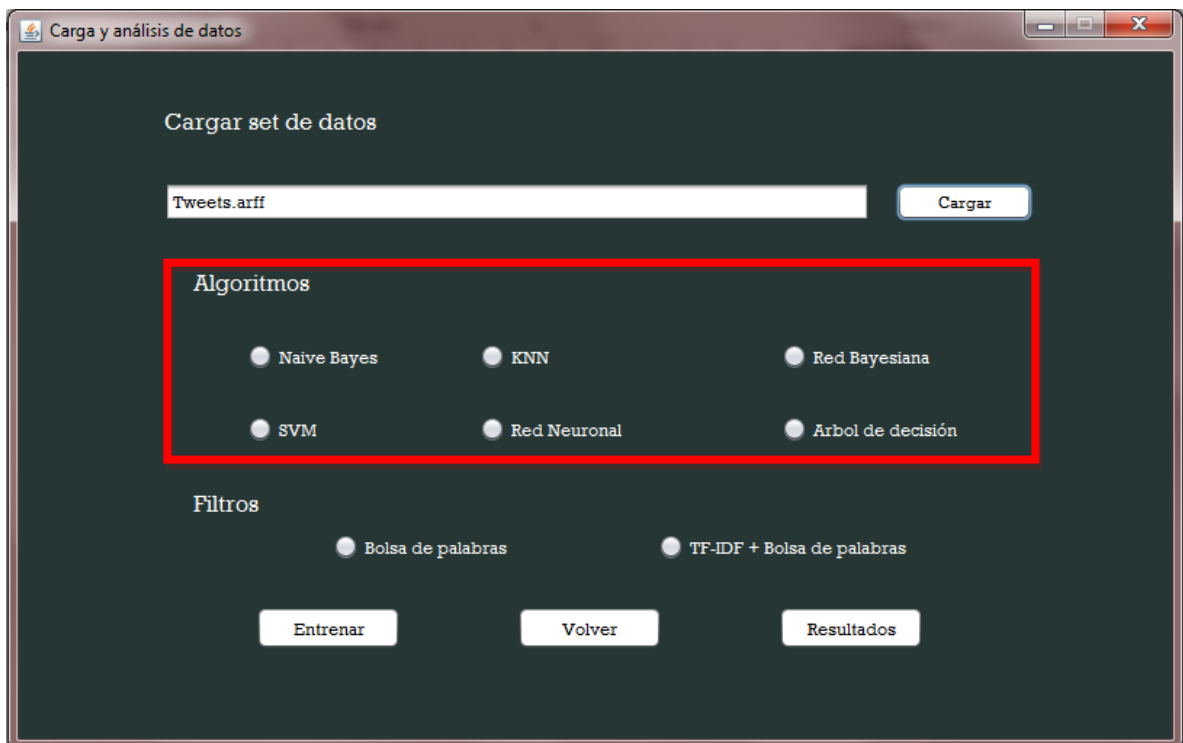 Carga y análisis de datos
Cargar set de datos
Tweets.arff
Cargar
Algoritmos
Naive Bayes KNN Red Bayesiana
SVM Red Neuronal Arbol de decisión
Filtros
Bolsa de palabras TF-IDF + Bolsa de palabras
Entrenar Volver Resultados